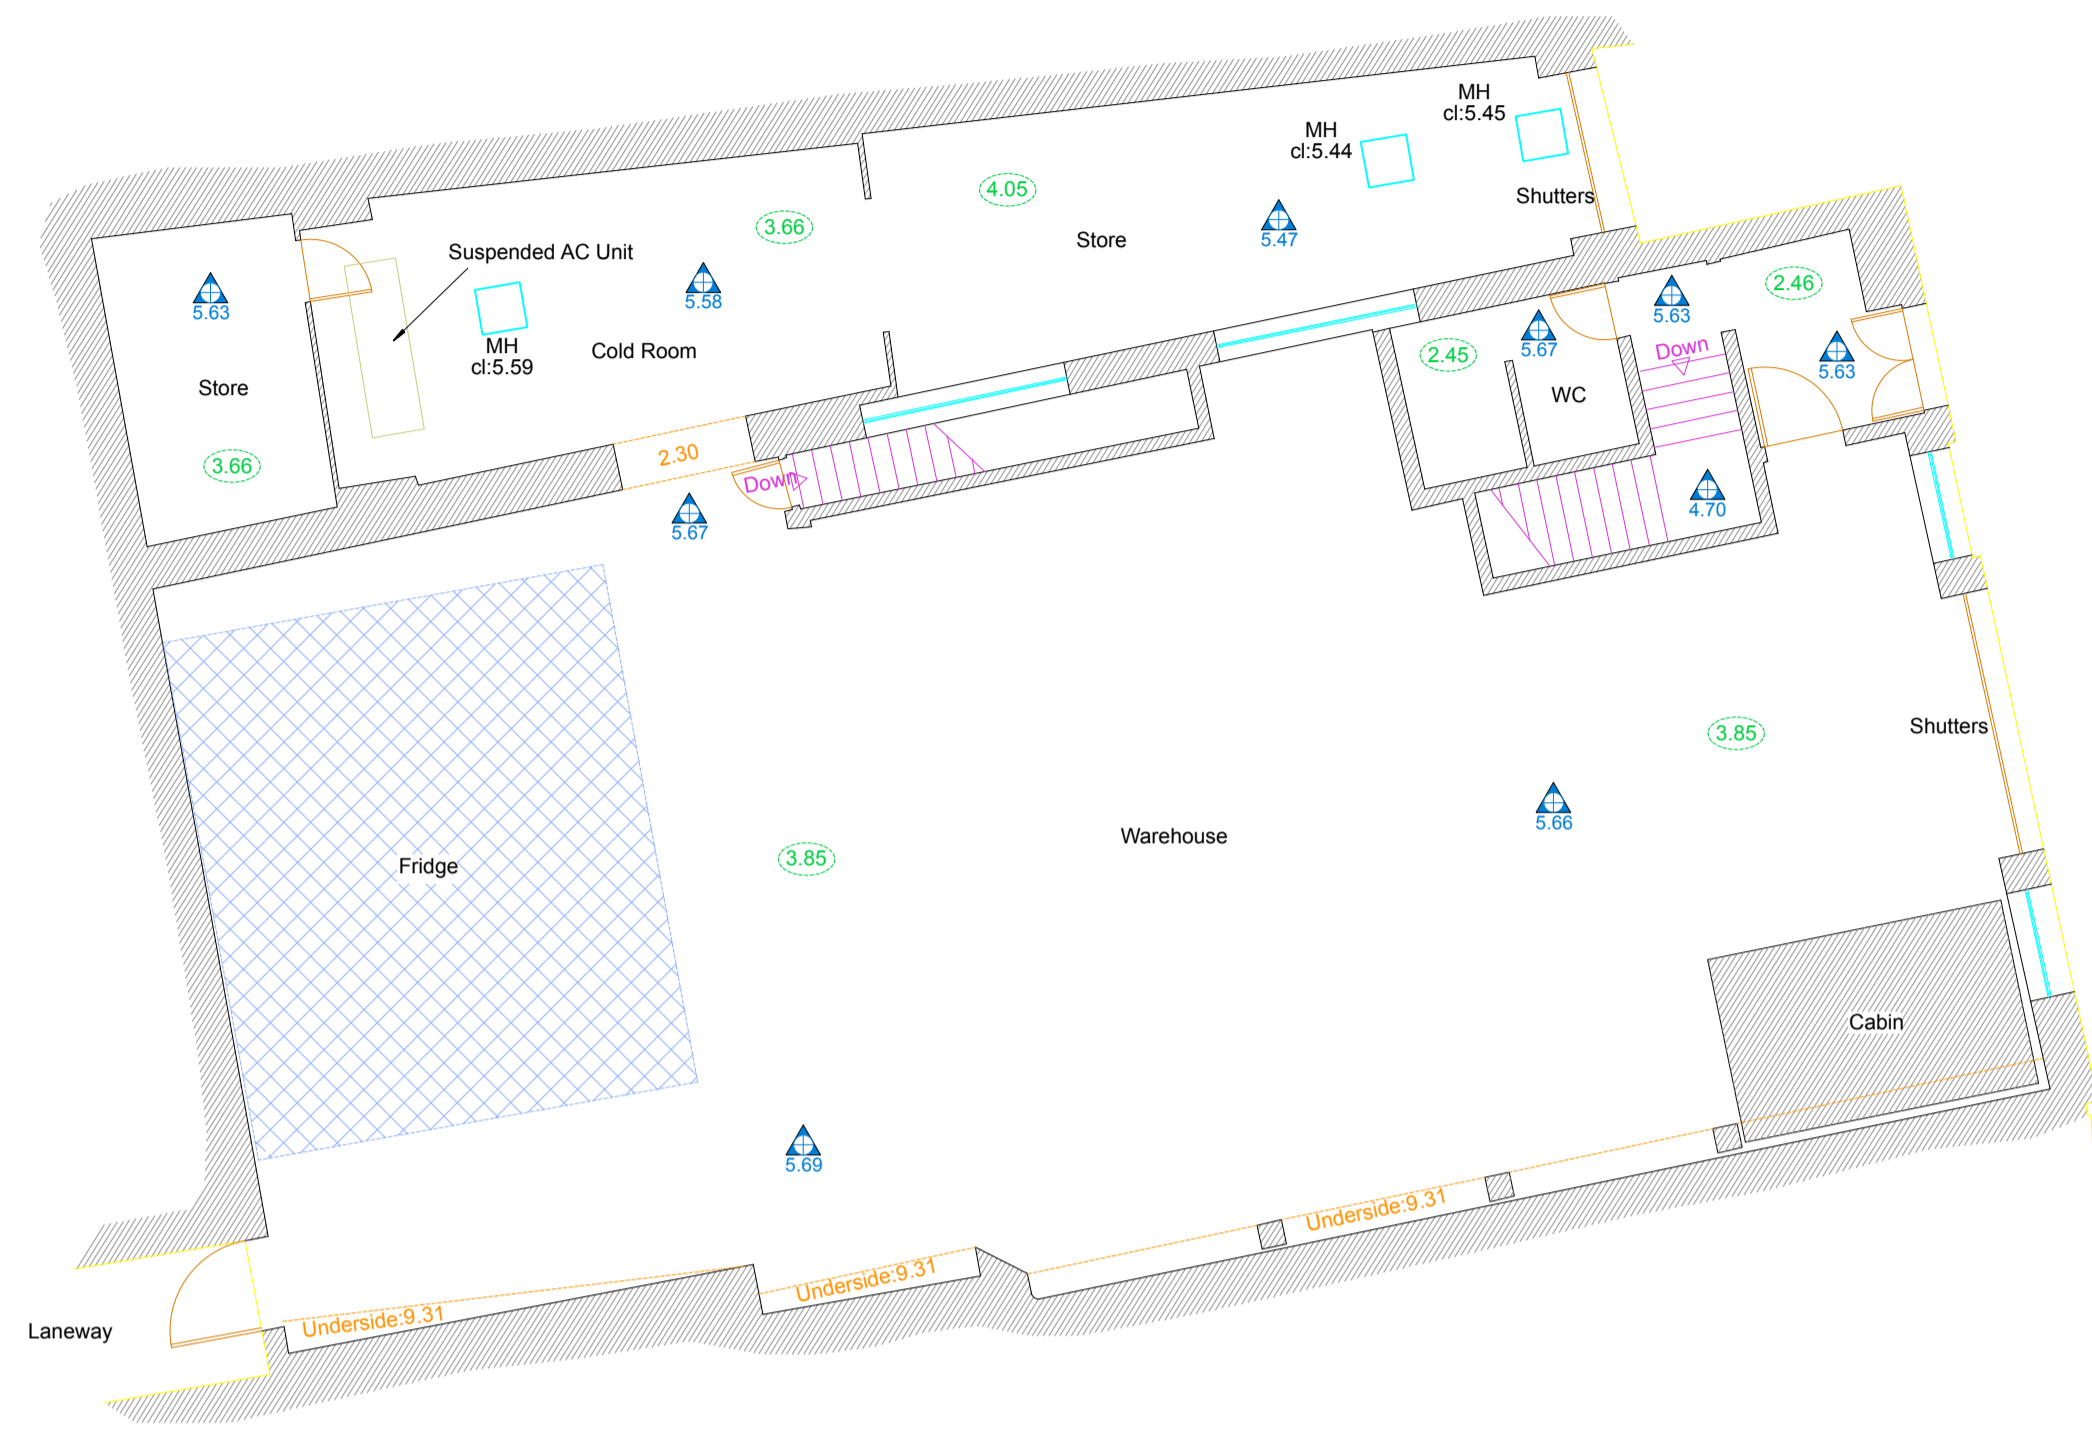 MH
cl:5.45
MH
cl:5.44
4.05
3.66
Shutters
Store
5.47
Suspended AC Unit
5.63
5.58
2.46
5.63
5.67
5.63
MH
cl:5.59
Cold Room
2.45
Down
WC
Store
3.66
2.30
Down
5.67
4.70
3.85
Shutters
5.66
Warehouse
3.85
Fridge
Cabin
5.69
Underside:9.31
Underside:9.31
Underside:9.31
Laneway